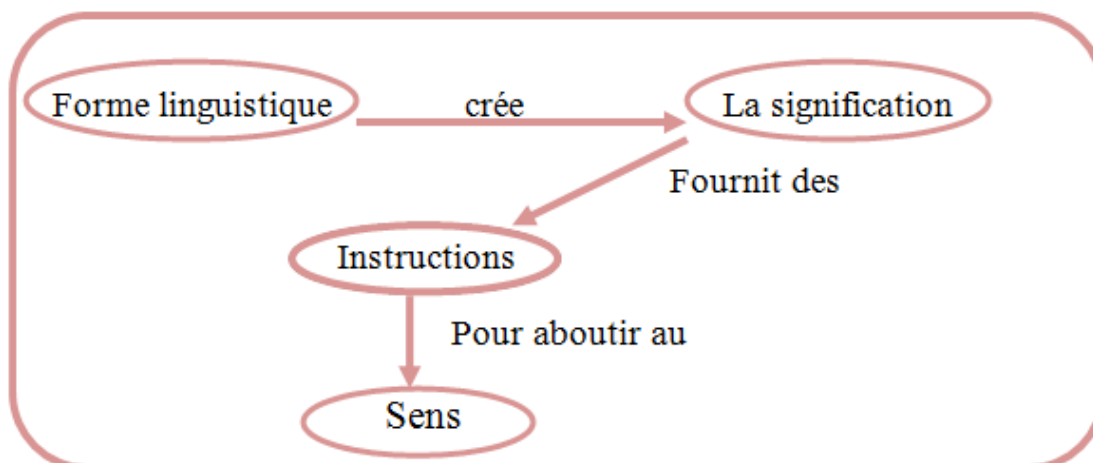 Forme linguistique
crée
La signification
Fournit des
Instructions
Pour aboutir au
Sens